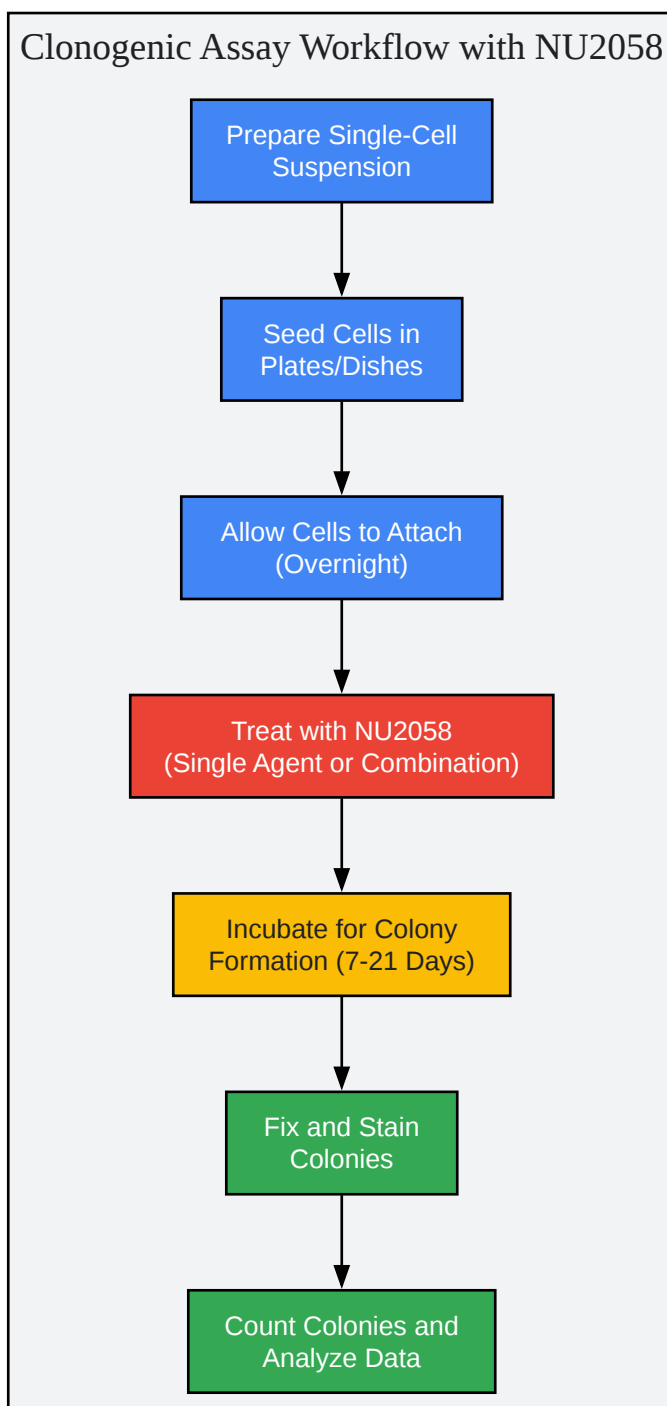 Clonogenic Assay Workflow with NU2058
Prepare Single-Cell
Suspension
Seed Cells in
Plates/Dishes
Allow Cells to Attach
(Overnight)
Treat with NU2058
(Single Agent or Combination)
Incubate for Colony
Formation (7-21 Days)
Fix and Stain
Colonies
Count Colonies and
Analyze Data